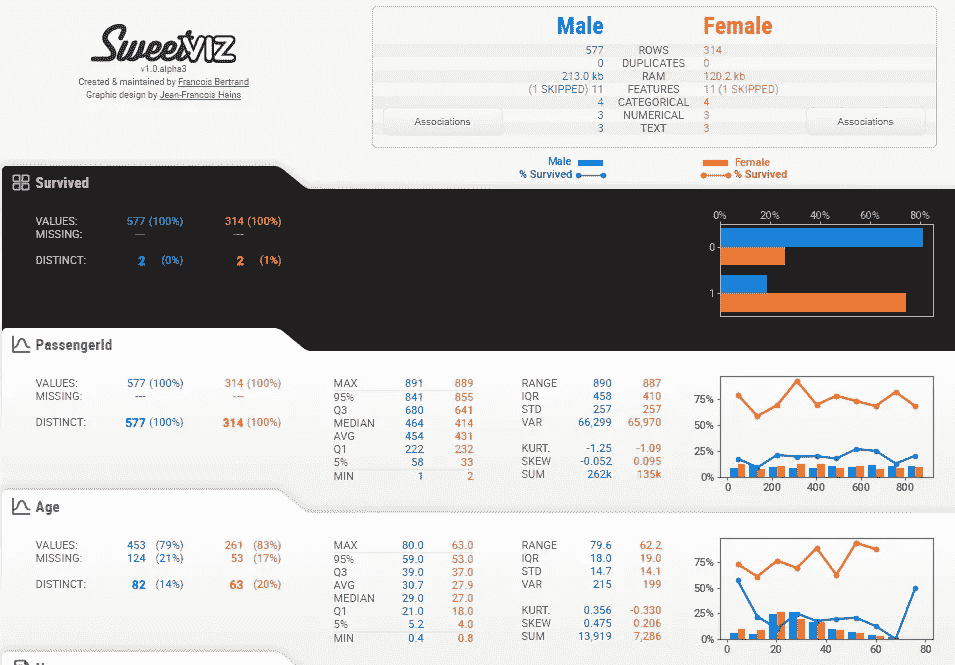 SweetVIZ
v1.0.alpha3
Created & maintained by Francois Bertrand
Graphic design by Jean-Francois Hains
Male Female
577 ROWS 314
0 DUPLICATES 0
213.0 kb RAM 120.2 kb
(1 SKIPPED) 11 FEATURES 11 (1 SKIPPED)
4 CATEGORICAL 4
3 NUMERICAL 3
3 TEXT 3
Associations
Associations
Male Female
% Survived % Survived
Survived
VALUES: 577 (100%) 314 (100%)
MISSING: --- ---
DISTINCT: 2 (0%) 2 (1%)
0% 20% 40% 60% 80%
0
1
PassengerId
VALUES: 577 (100%) 314 (100%)
MISSING: --- ---
DISTINCT: 577 (100%) 314 (100%)
MAX 891 889
95% 841 855
Q3 680 641
MEDIAN 464 414
AVG 454 431
Q1 222 232
5% 58 33
MIN 1 2
RANGE 890 887
IQR 458 410
STD 257 257
VAR 66,299 65,970
KURT. -1.25 -1.09
SKEW -0.052 0.095
SUM 262k 135k
75%
50%
25%
0%
0 200 400 600 800
Age
VALUES: 453 (79%) 261 (83%)
MISSING: 124 (21%) 53 (17%)
DISTINCT: 82 (14%) 63 (20%)
MAX 80.0 63.0
95% 59.0 53.0
Q3 39.0 37.0
AVG 30.7 27.9
MEDIAN 29.0 27.0
Q1 21.0 18.0
5% 5.2 4.0
MIN 0.4 0.8
RANGE 79.6 62.2
IQR 18.0 19.0
STD 14.7 14.1
VAR 215 199
KURT. 0.356 -0.330
SKEW 0.475 0.206
SUM 13,919 7,286
75%
50%
25%
0%
0 20 40 60 80